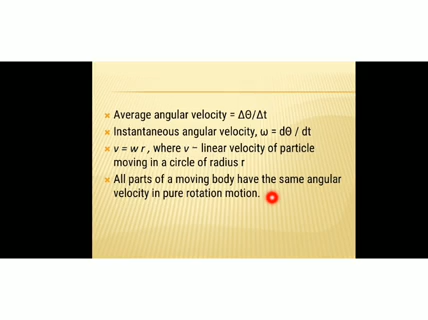 Average angular velocity = Δθ/Δt
Instantaneous angular velocity, ω = dθ / dt
v = w r , where v – linear velocity of particle
moving in a circle of radius r
All parts of a moving body have the same angular
velocity in pure rotation motion.